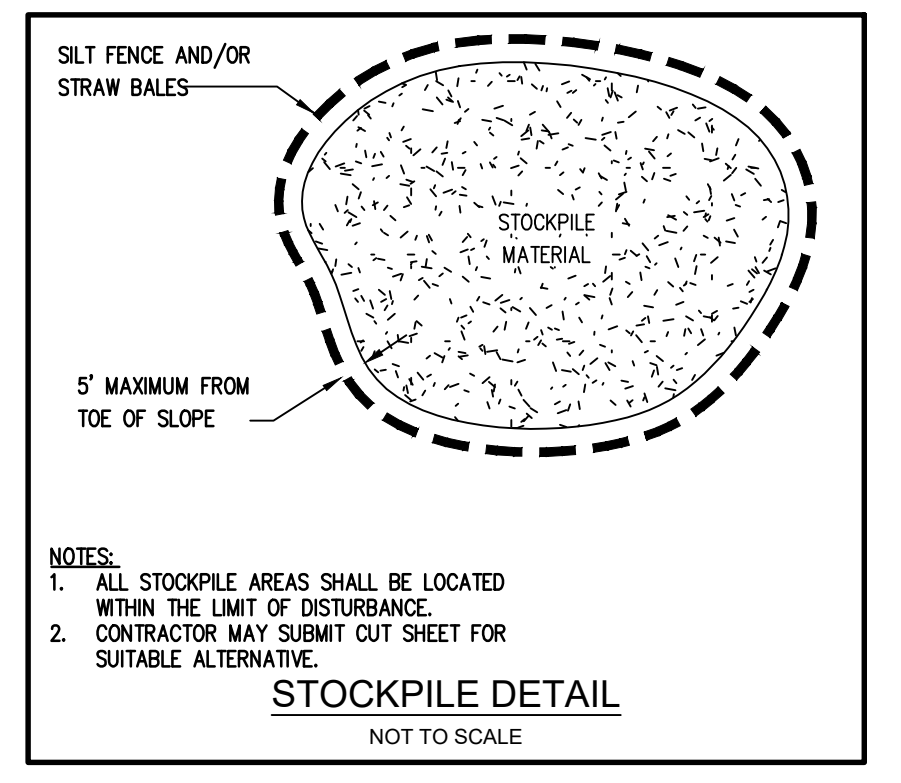 SILT FENCE AND/OR
STRAW BALES
STOCKPILE
MATERIAL
5' MAXIMUM FROM
TOE OF SLOPE
NOTES:
1. ALL STOCKPILE AREAS SHALL BE LOCATED
WITHIN THE LIMIT OF DISTURBANCE.
2. CONTRACTOR MAY SUBMIT CUT SHEET FOR
SUITABLE ALTERNATIVE.
STOCKPILE DETAIL
NOT TO SCALE